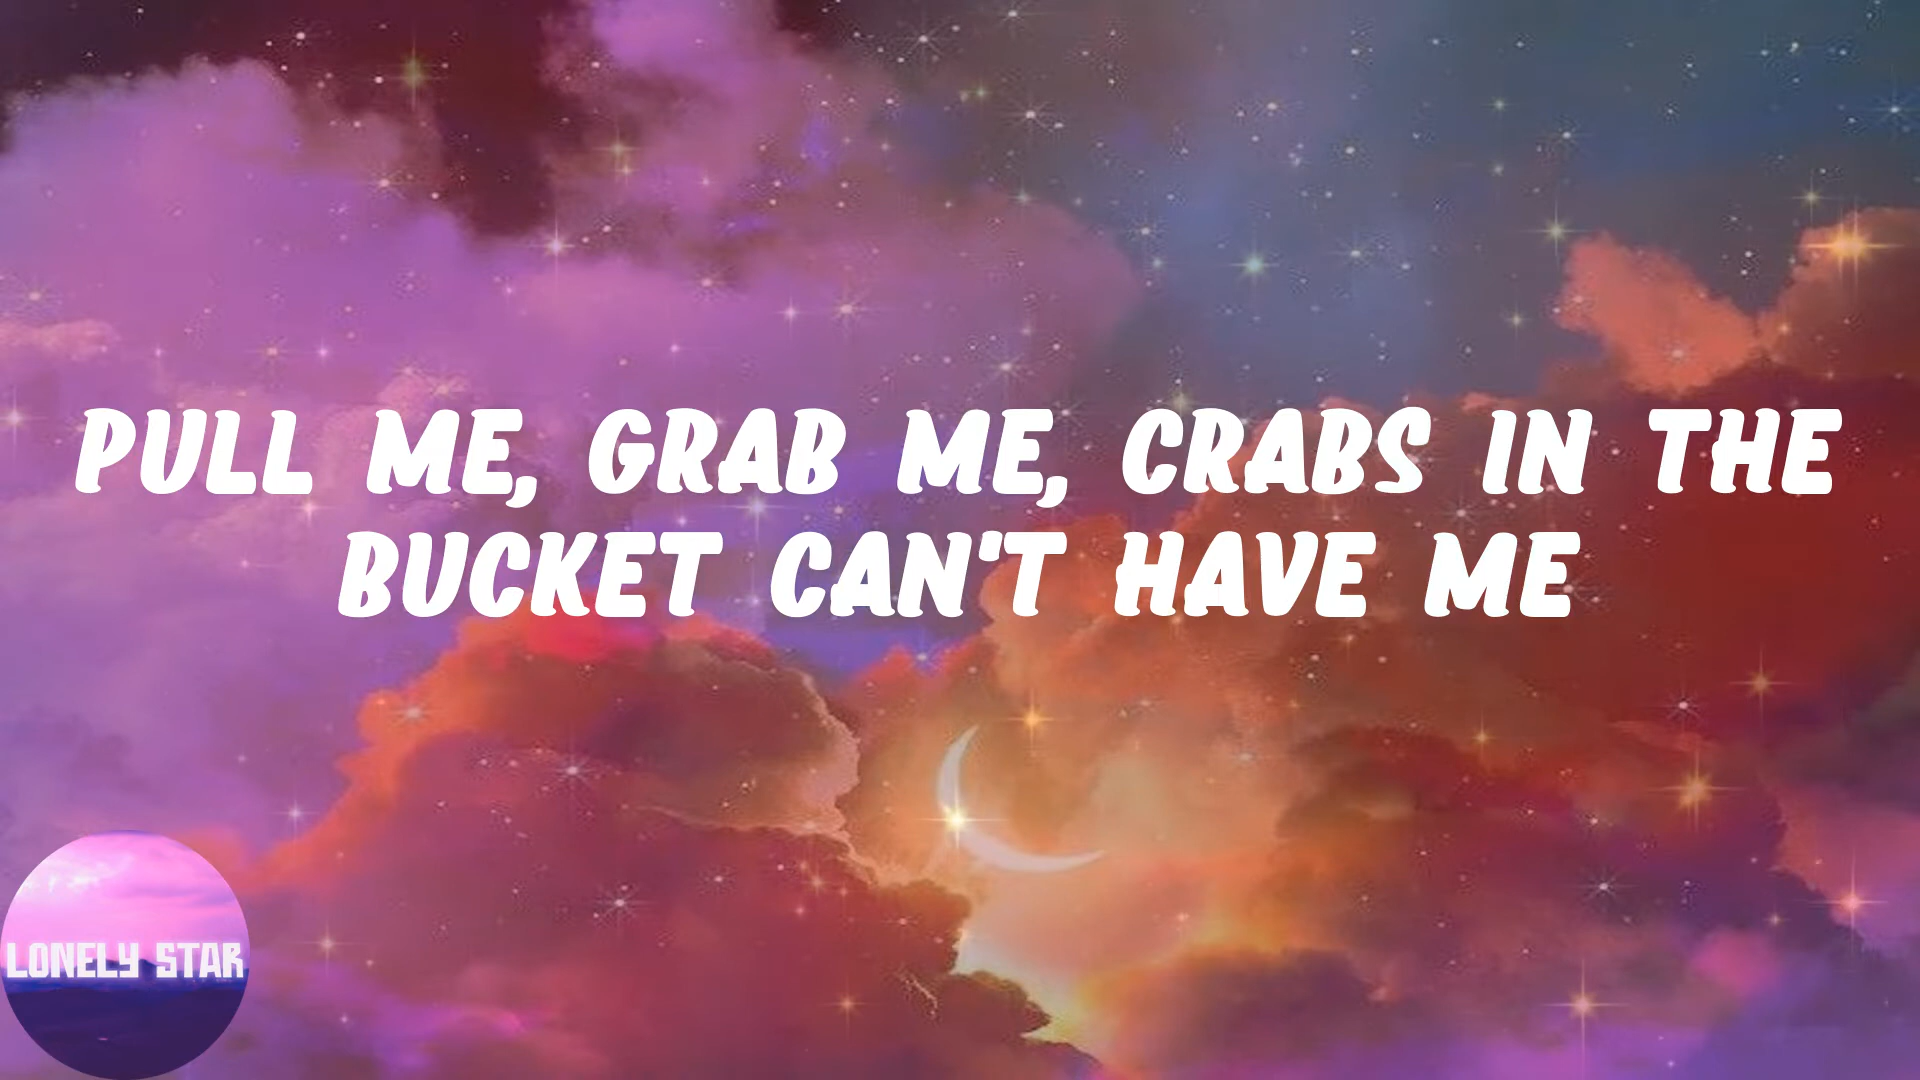 PULL ME, GRAB ME, CRABS IN THE
BUCKET CAN'T HAVE ME
LONELY STAR